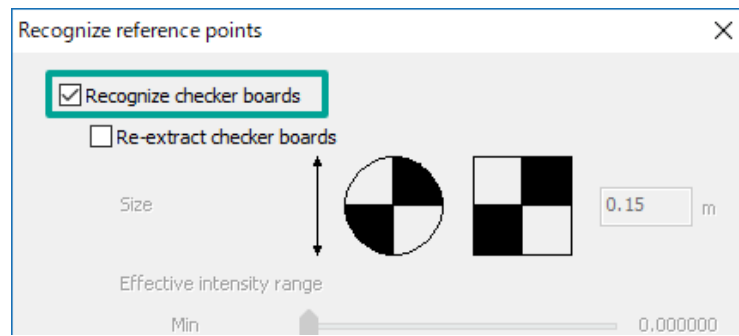 Recognize reference points
Recognize checker boards
Re-extract checker boards
Size 0.15 m
Effective intensity range
Min 0.000000